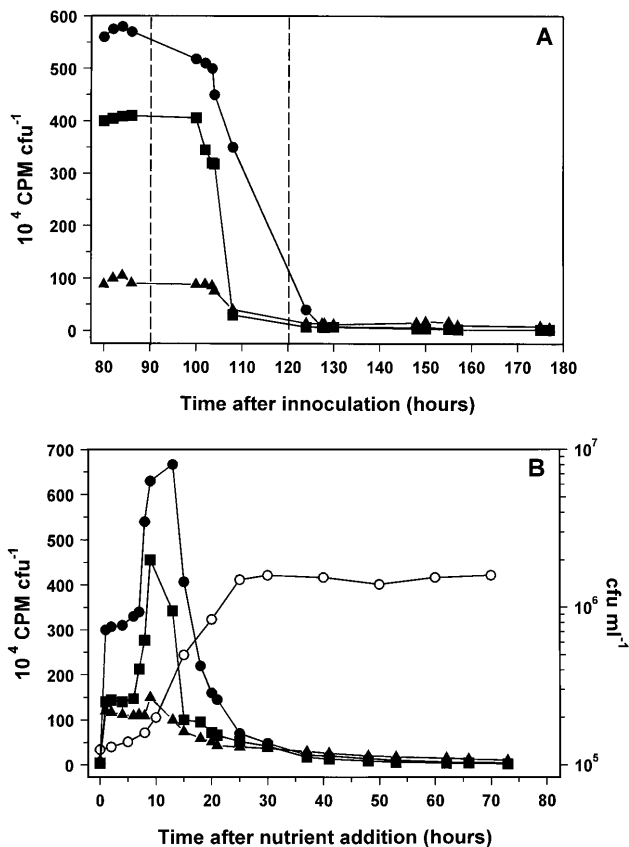 A
600
500
400
300
200
100
0
10⁴ CPM cfu⁻¹
80 90 100 110 120 130 140 150 160 170 180
Time after innoculation (hours)
B
700
600
500
400
300
200
100
0
10⁴ CPM cfu⁻¹
10⁷
10⁶
10⁵
cfu ml⁻¹
0 10 20 30 40 50 60 70 80
Time after nutrient addition (hours)